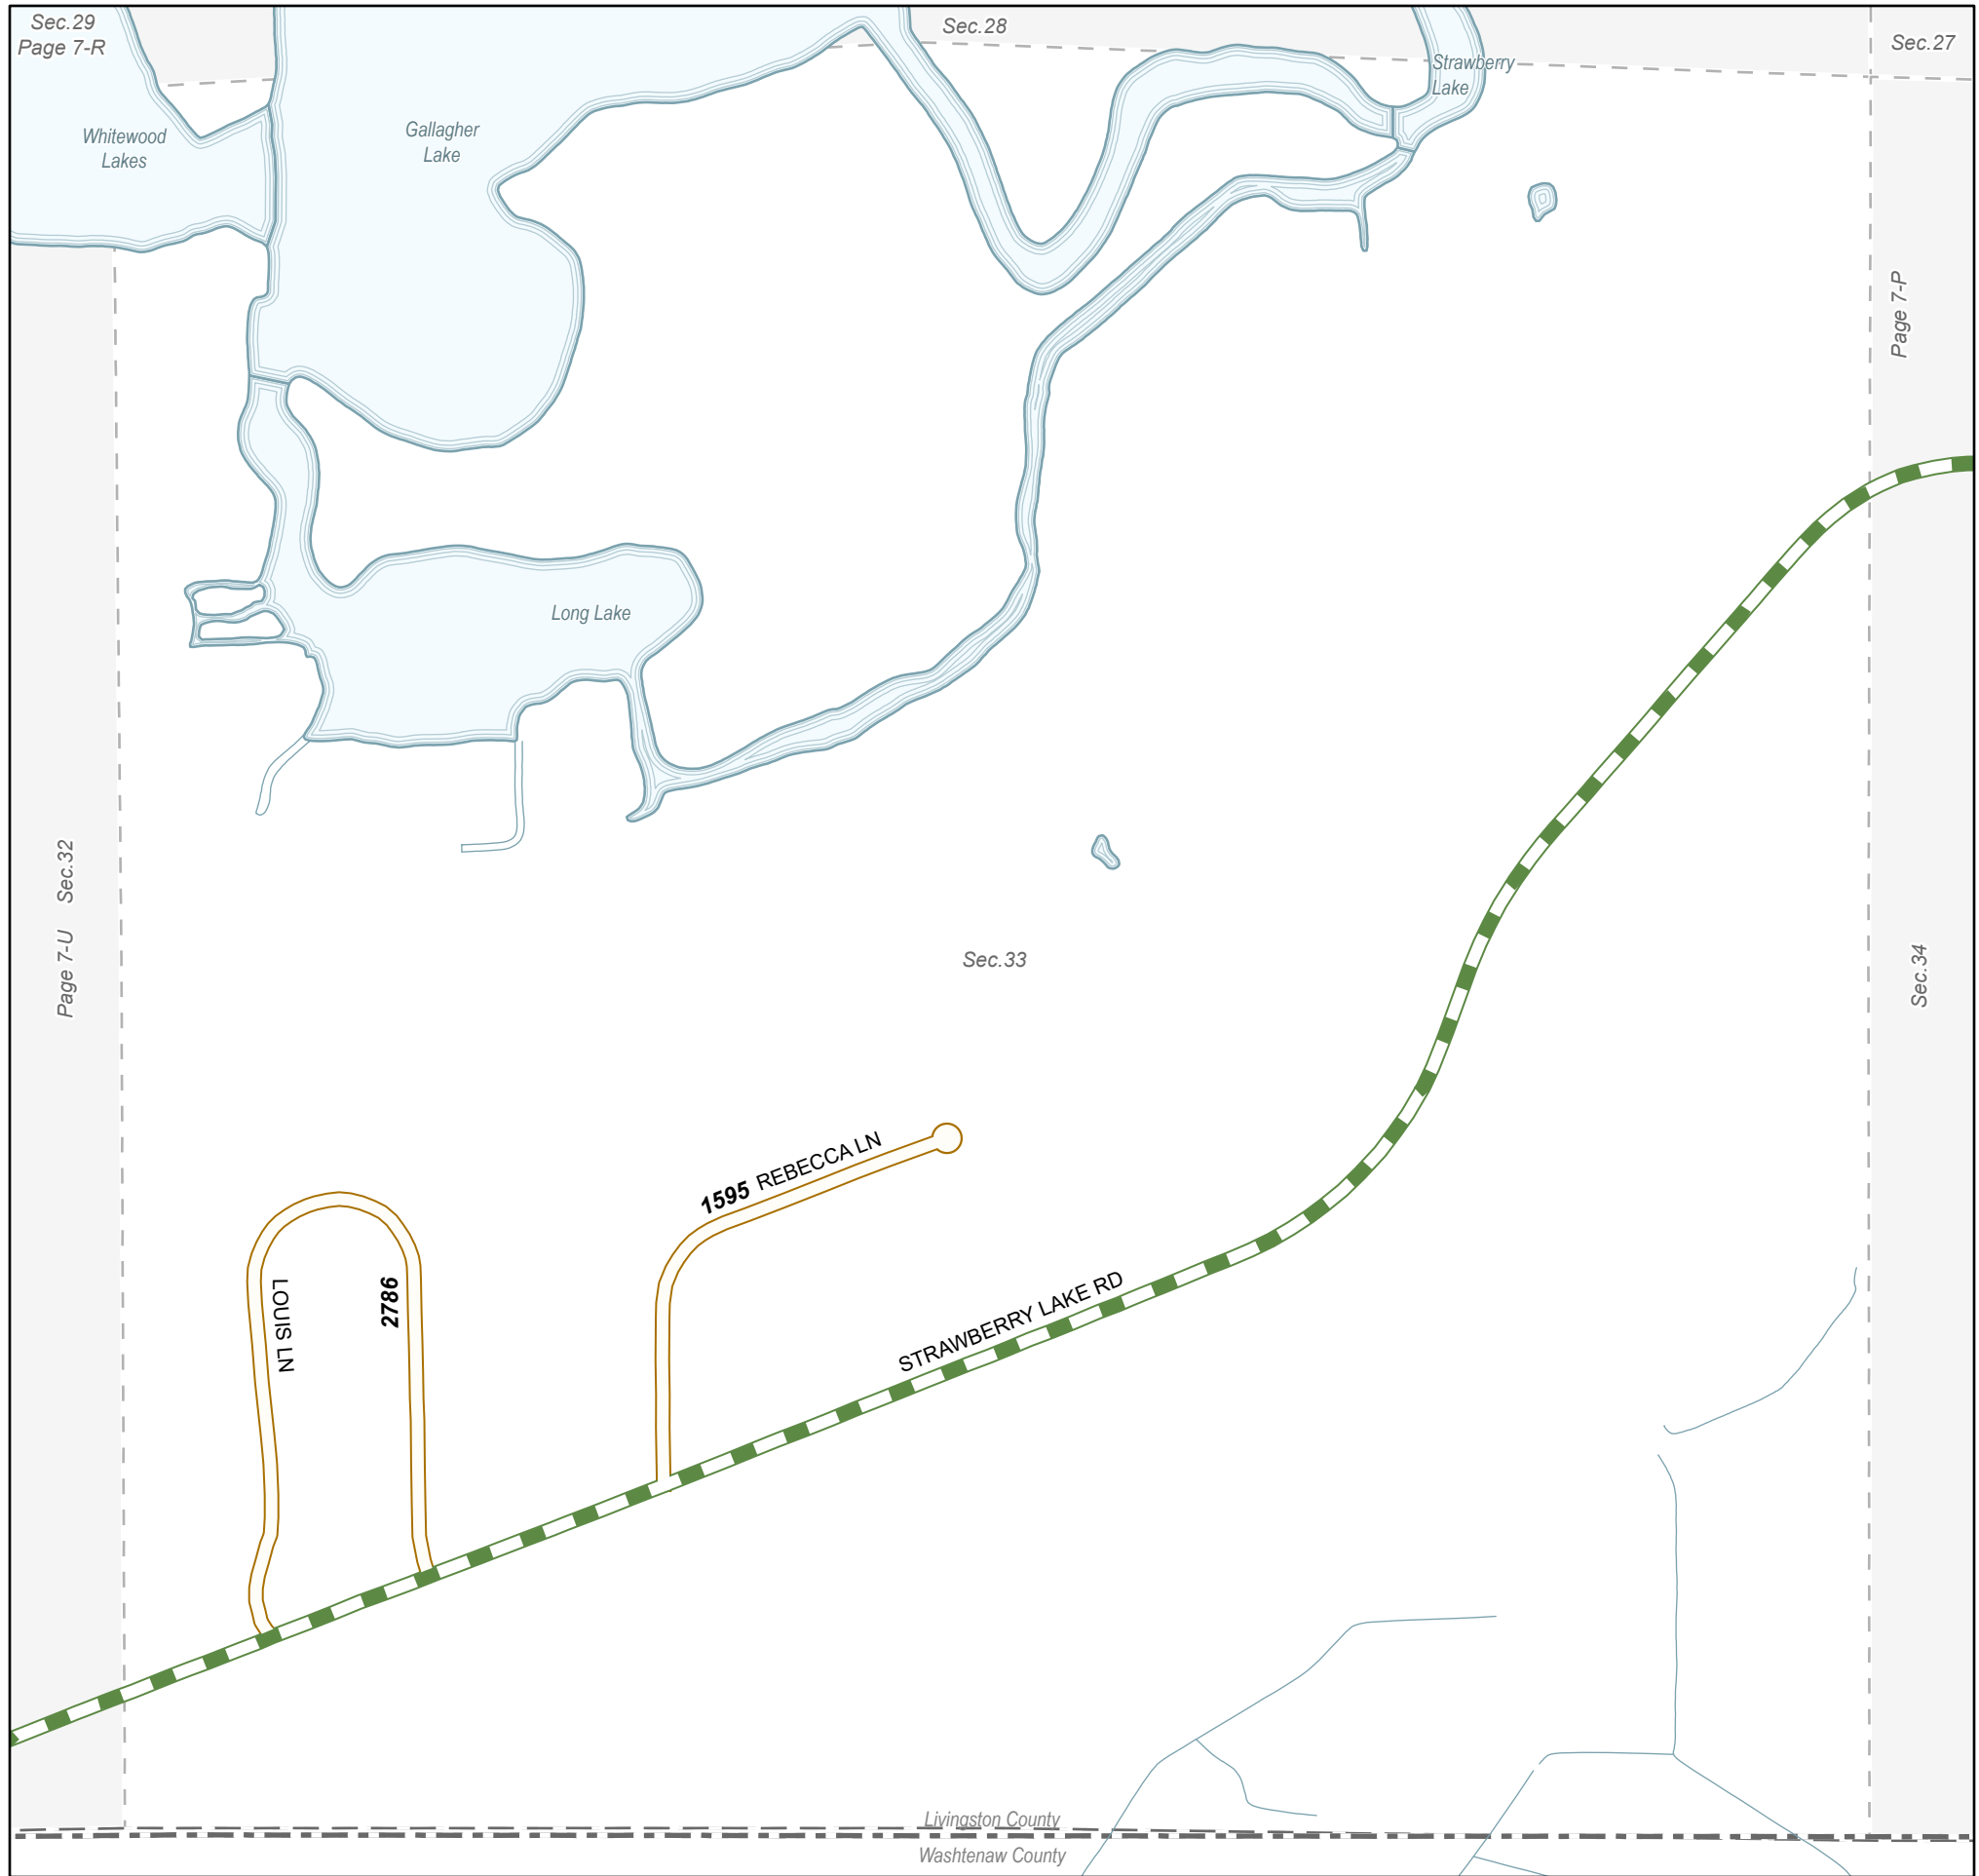 Sec.29
Page 7-R
Sec.28
Sec.27
Strawberry
Lake
Whitewood
Lakes
Gallagher
Lake
Page 7-P
Long Lake
Page 7-U Sec.32
Sec.33
Sec.34
1595 REBECCA LN
LOUIS LN
2786
STRAWBERRY LAKE RD
Livingston County
Washtenaw County